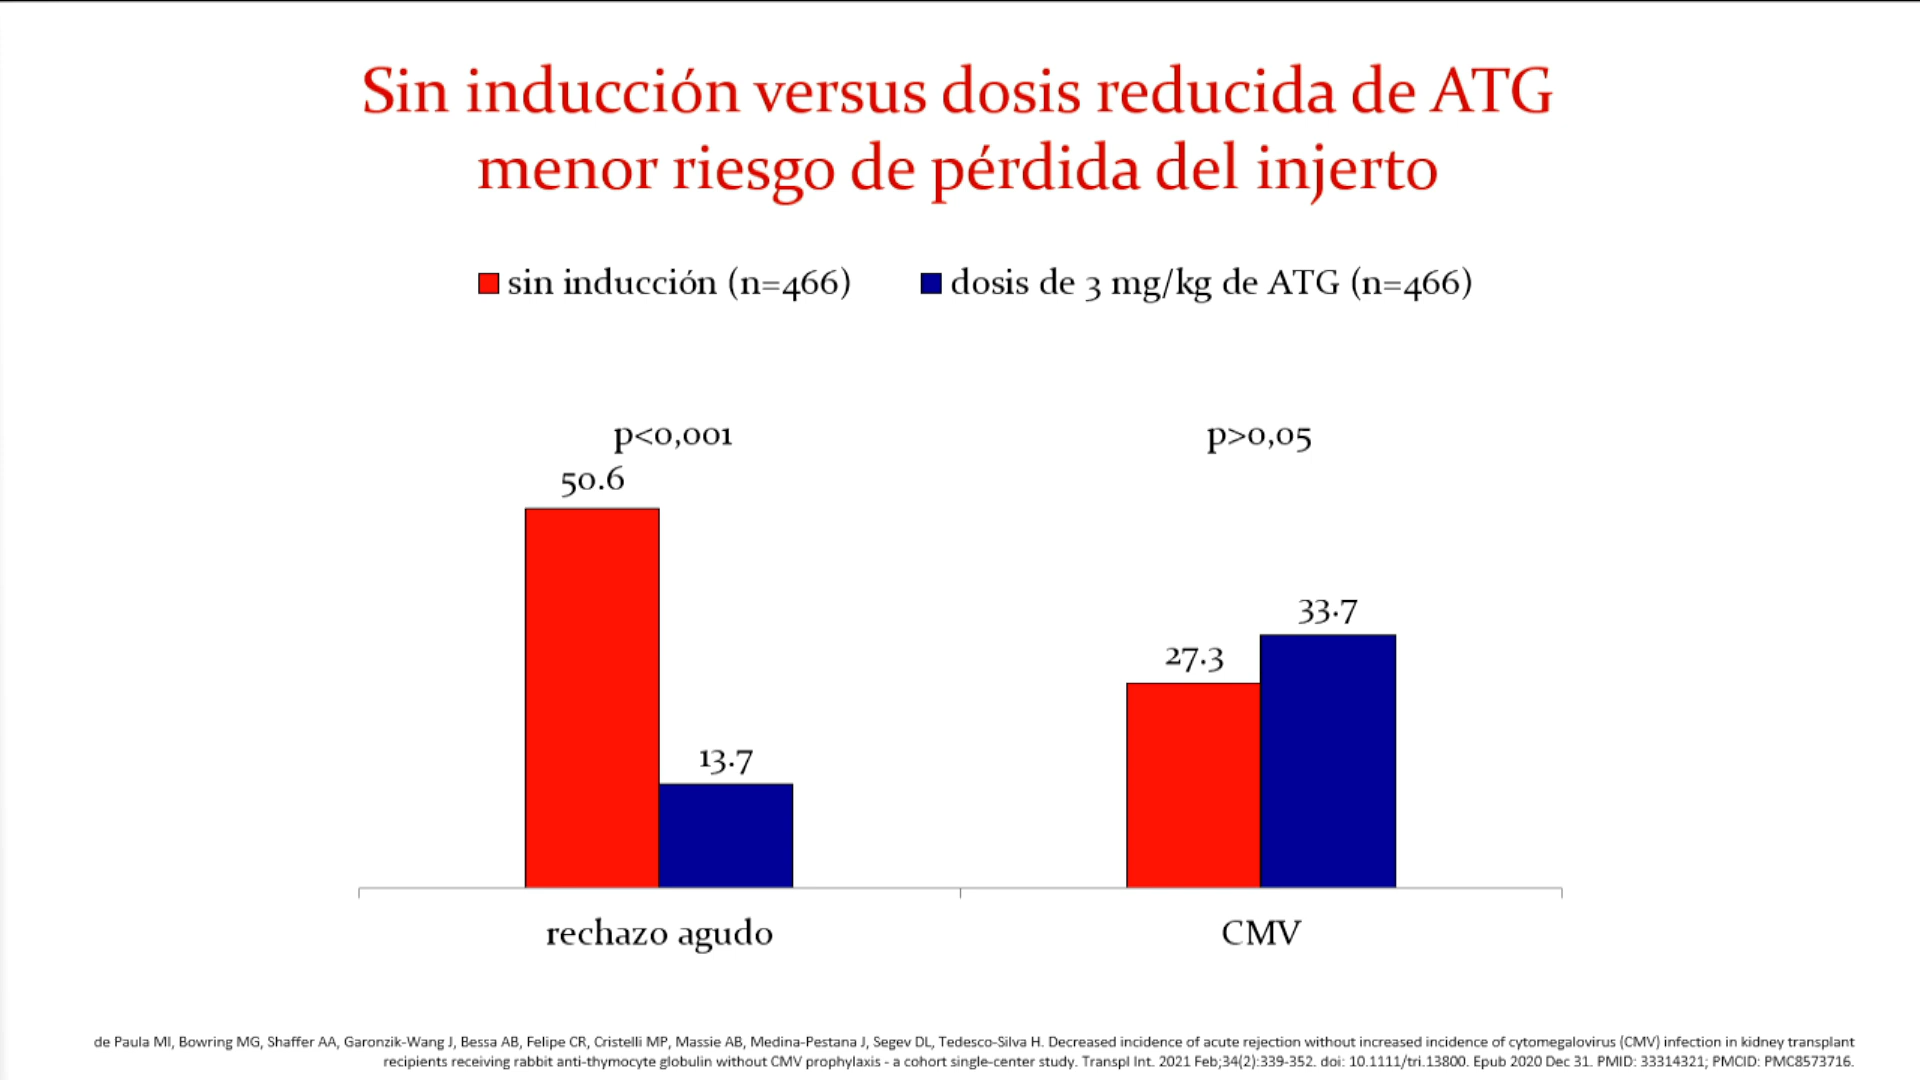 Sin inducción versus dosis reducida de ATG
menor riesgo de pérdida del injerto
sin inducción (n=466) dosis de 3 mg/kg de ATG (n=466)
p<0,001 p>0,05
50.6
33.7
27.3
13.7
rechazo agudo CMV
de Paula MI, Bowring MG, Shaffer AA, Garonzik-Wang J, Bessa AB, Felipe CR, Cristelli MP, Massie AB, Medina-Pestana J, Segev DL, Tedesco-Silva H. Decreased incidence of acute rejection without increased incidence of cytomegalovirus (CMV) infection in kidney transplant
recipients receiving rabbit anti-thymocyte globulin without CMV prophylaxis - a cohort single-center study. Transpl Int. 2021 Feb;34(2):339-352. doi: 10.1111/tri.13800. Epub 2020 Dec 31. PMID: 33314321; PMCID: PMC8573716.